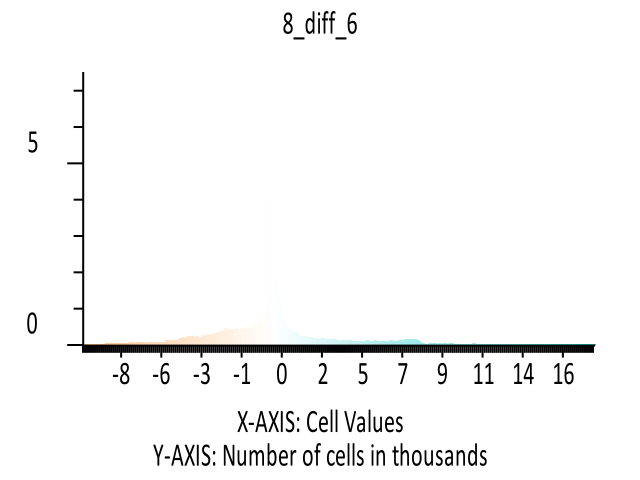 8_diff_6
5
0
-8 -6 -3 -1 0 2 5 7 9 11 14 16
X-AXIS: Cell Values
Y-AXIS: Number of cells in thousands